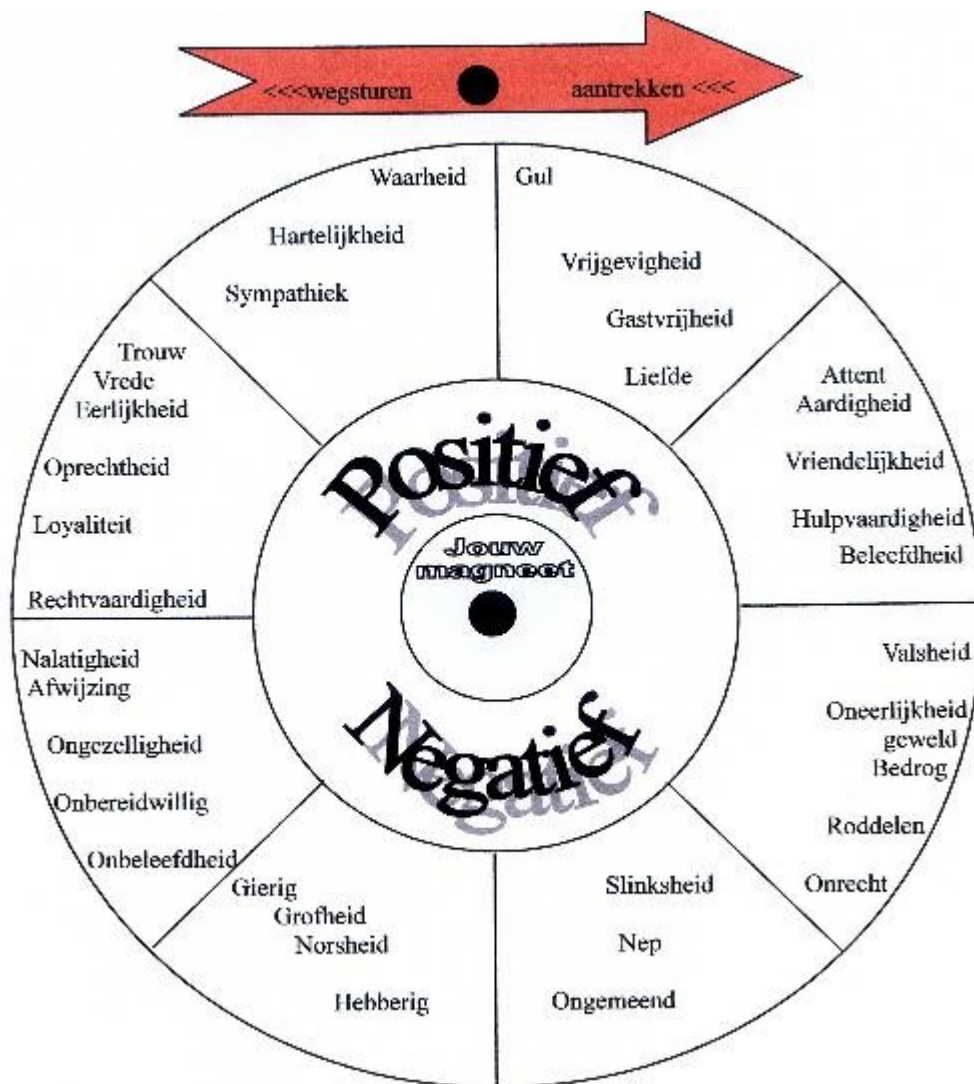 <<<wegsturen
aantrekken <<<
Waarheid
Hartelijkheid
Sympathiek
Gul
Vrijgevigheid
Gastvrijheid
Liefde
Trouw
Vrede
Eerlijkheid
Oprechtheid
Loyaliteit
Rechtvaardigheid
Attent
Aardigheid
Vriendelijkheid
Hulpvaardigheid
Beleefdheid
Positief
Jouw
magneet
Negatief
Nalatigheid
Afwijzing
Ongezelligheid
Onbereidwillig
Onbeleefdheid
Valsheid
Oneerlijkheid
geweld
Bedrog
Roddelen
Onrecht
Gierig
Grofheid
Norsheid
Hebberig
Slinksheid
Nep
Ongemeend